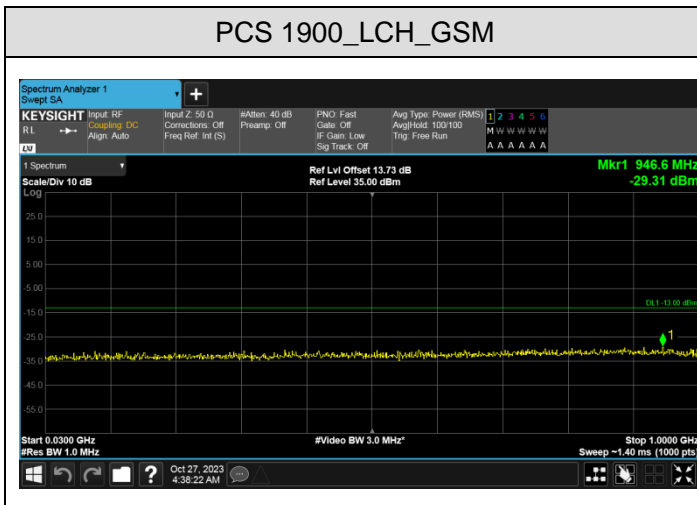 PCS 1900_LCH_GSM
Spectrum Analyzer 1
Swept SA
KEYSIGHT Input: RF Input Z: 50 Ω #Atten: 40 dB PNO: Fast Avg Type: Power (RMS) 1 2 3 4 5 6
RL Coupling: DC Corrections: Off Preamp: Off Gate: Off Avg|Hold: 100/100 M W W W W W
Align: Auto Freq Ref: Int (S) IF Gain: Low Trig: Free Run
Sig Track: Off A A A A A A
LXI
1 Spectrum Ref Lvl Offset 13.73 dB Mkr1 946.6 MHz
Scale/Div 10 dB Ref Level 35.00 dBm -29.31 dBm
Log
25.0
15.0
5.00
-5.00
DL1 -13.00 dBm
-15.0
-25.0
1
-35.0
-45.0
-55.0
Start 0.0300 GHz #Video BW 3.0 MHz* Stop 1.0000 GHz
#Res BW 1.0 MHz Sweep ~1.40 ms (1000 pts)
Oct 27, 2023
4:38:22 AM